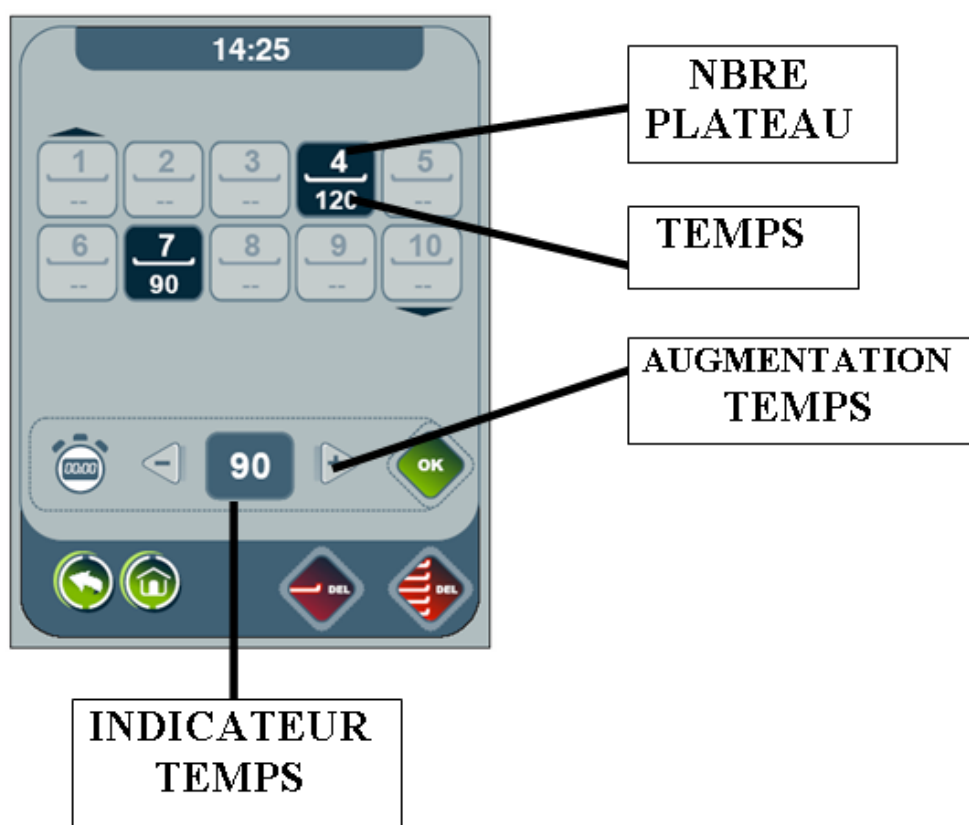 14:25
NBRE
PLATEAU
1 2 3 4 5
-- -- -- 120 --
TEMPS
6 7 8 9 10
-- 90 -- -- --
AUGMENTATION
TEMPS
00:00 - 90 + OK
DEL DEL
INDICATEUR
TEMPS